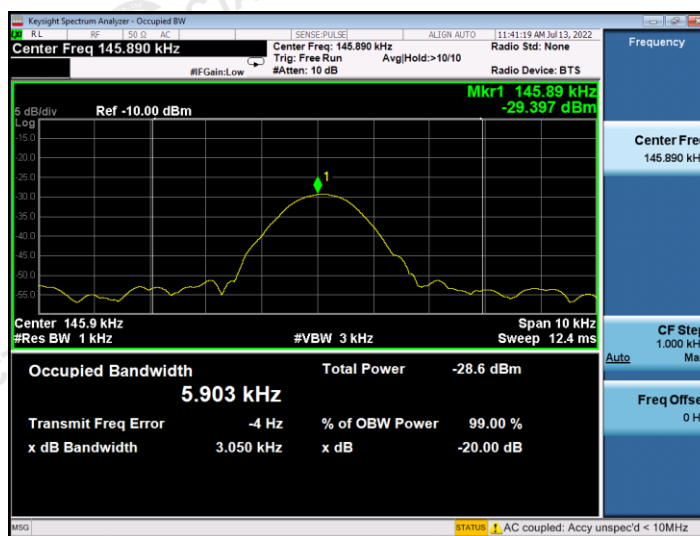 Keysight Spectrum Analyzer - Occupied BW
RL RF 50 Ω AC SENSE:PULSE ALIGN AUTO 11:41:19 AM Jul 13, 2022
Center Freq 145.890 kHz
Center Freq: 145.890 kHz
Radio Std: None
Trig: Free Run Avg|Hold:>10/10
#IFGain:Low #Atten: 10 dB Radio Device: BTS
Mkr1 145.89 kHz
-29.397 dBm
5 dB/div Ref -10.00 dBm
Log
-15.0
-20.0
-25.0
-30.0
-35.0
-40.0
-45.0
-50.0
-55.0
1
Center 145.9 kHz Span 10 kHz
#Res BW 1 kHz #VBW 3 kHz Sweep 12.4 ms
Occupied Bandwidth Total Power -28.6 dBm
5.903 kHz
Transmit Freq Error -4 Hz % of OBW Power 99.00 %
x dB Bandwidth 3.050 kHz x dB -20.00 dB
Frequency
Center Fre
145.890 kH
CF Step
1.000 kH
Auto Ma
Freq Offse
0 H
MSG STATUS AC coupled: Accy unspec'd < 10MHz